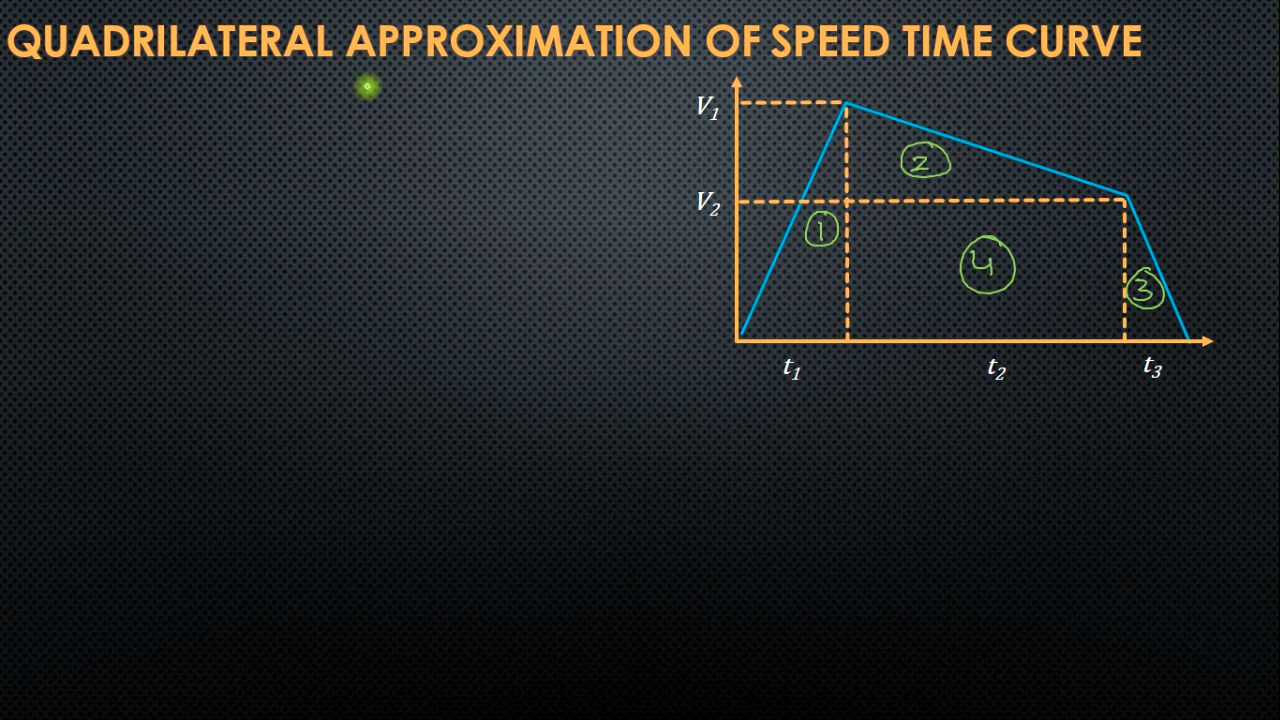 QUADRILATERAL APPROXIMATION OF SPEED TIME CURVE
V1
2
V2
1
4
3
t1 t2 t3